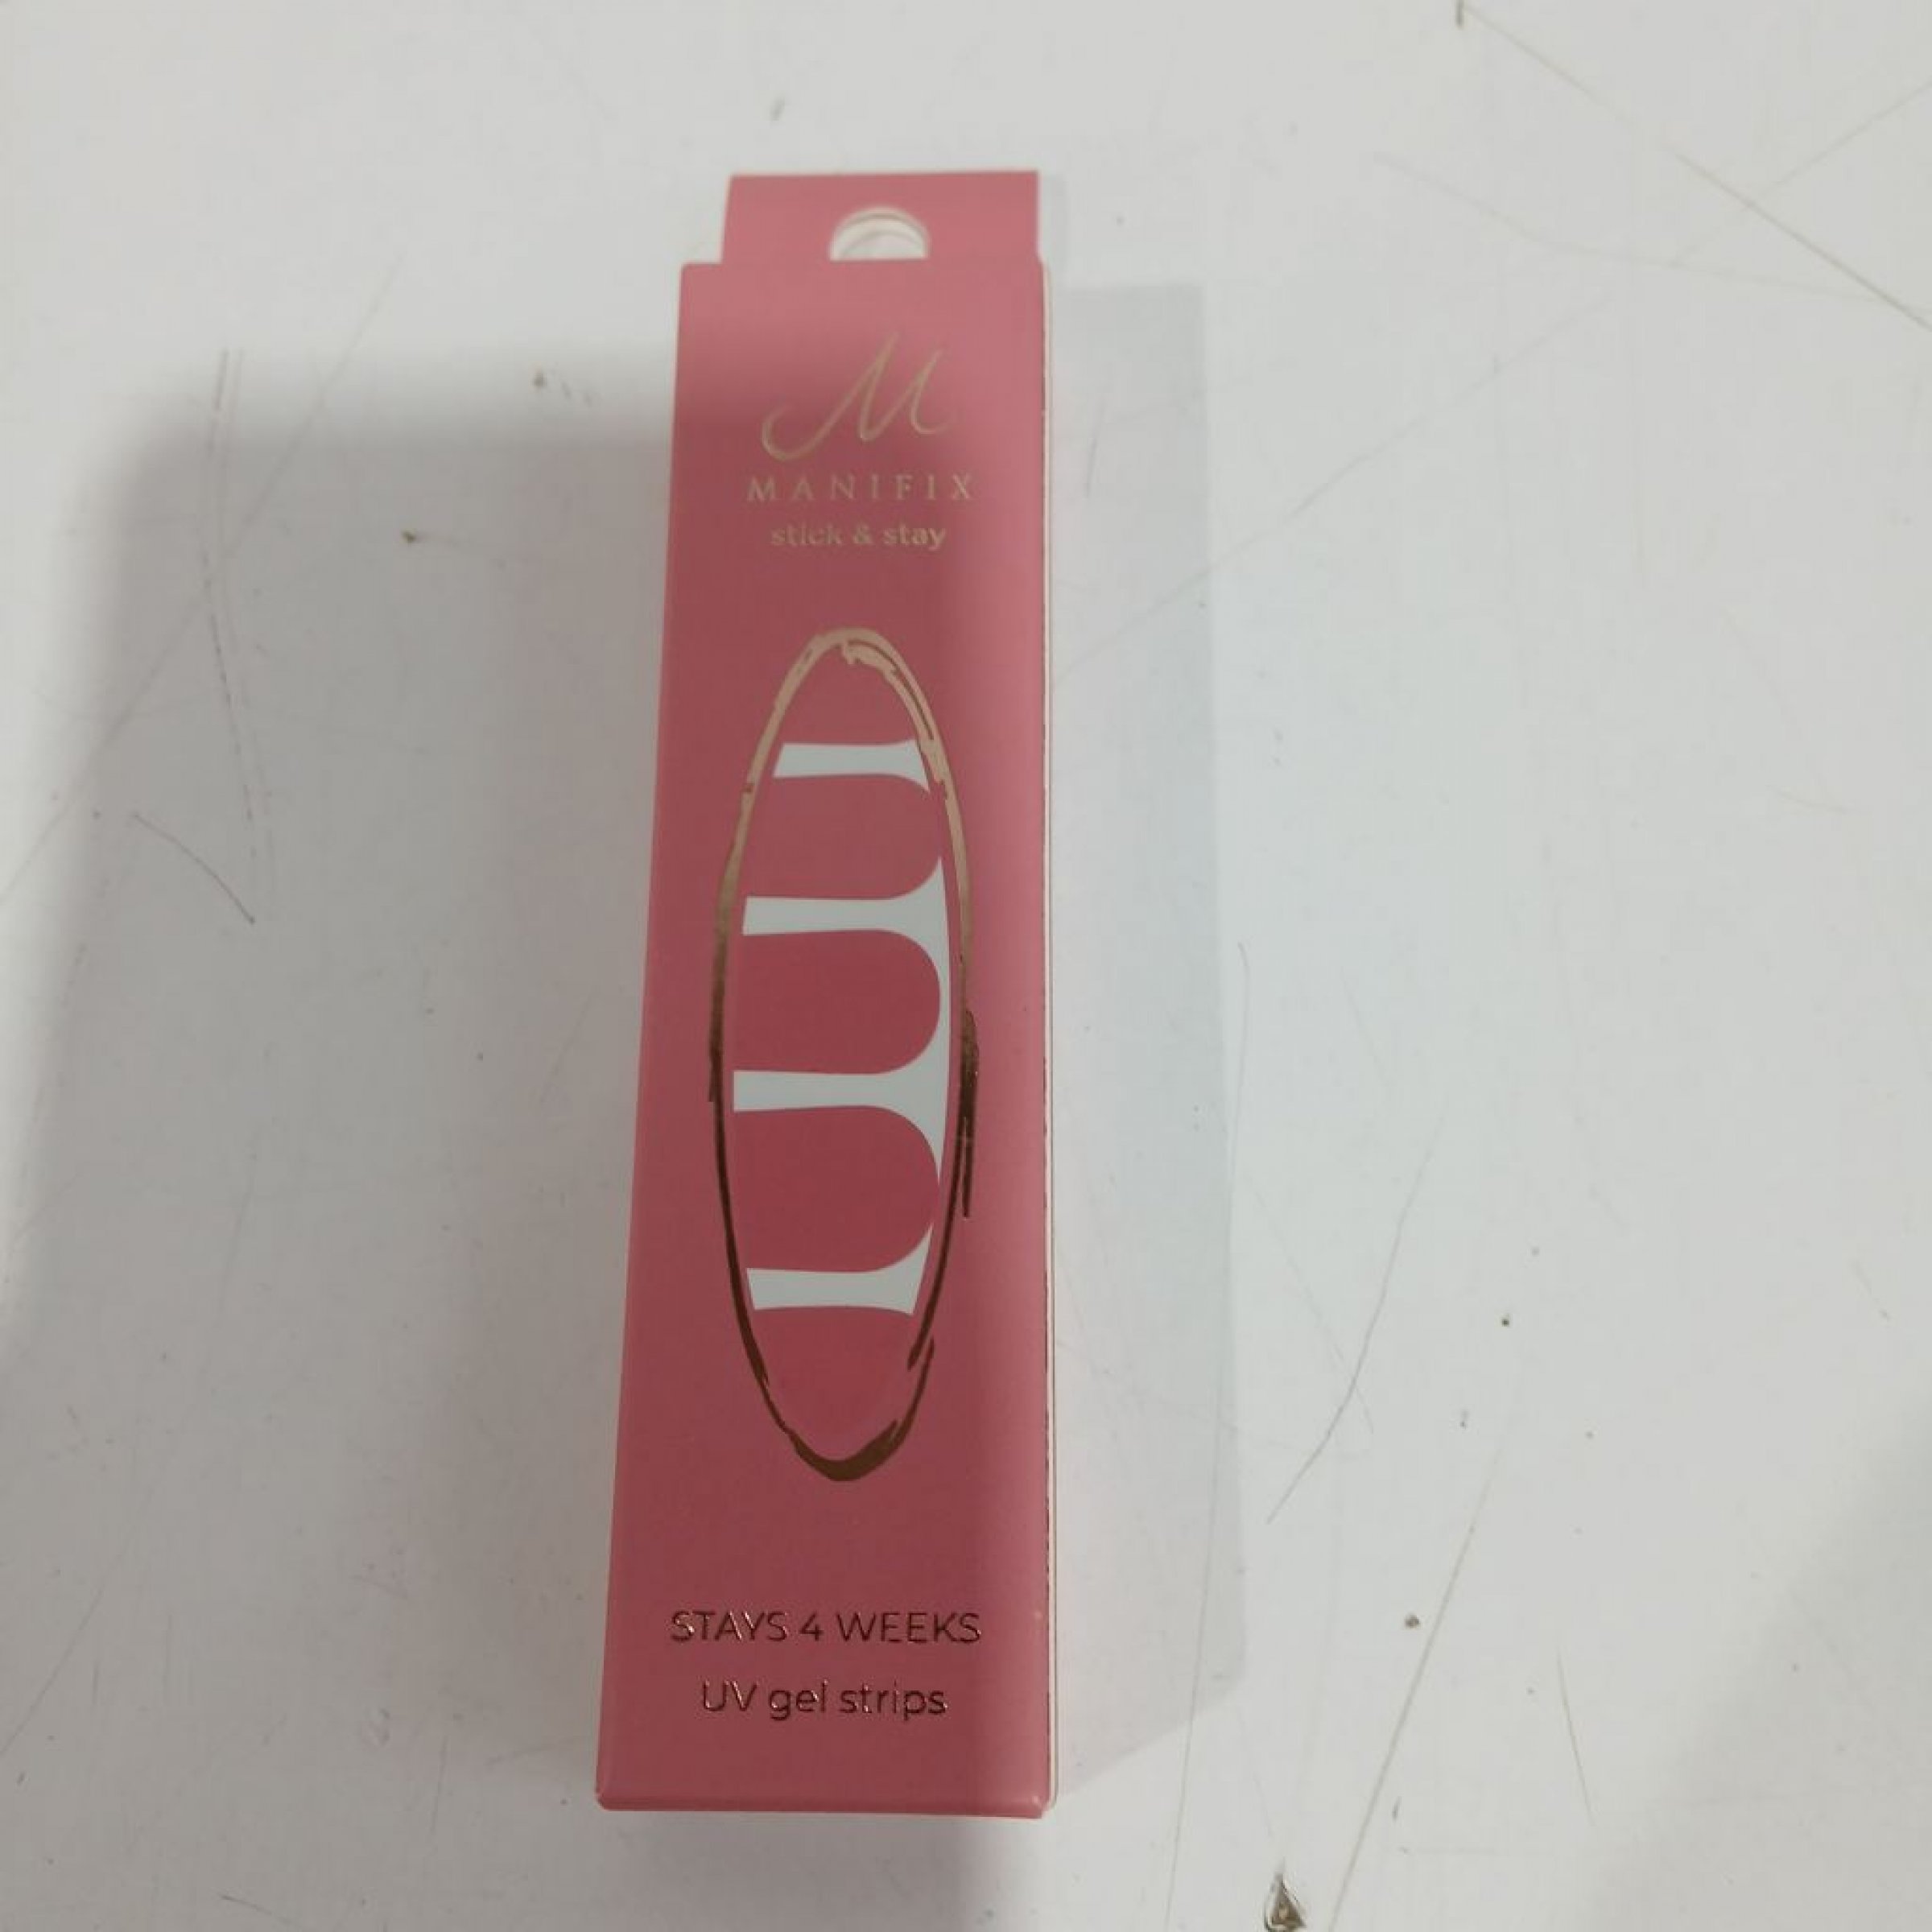 M
MANIFIX
stick & stay
STAYS 4 WEEKS
UV gel strips